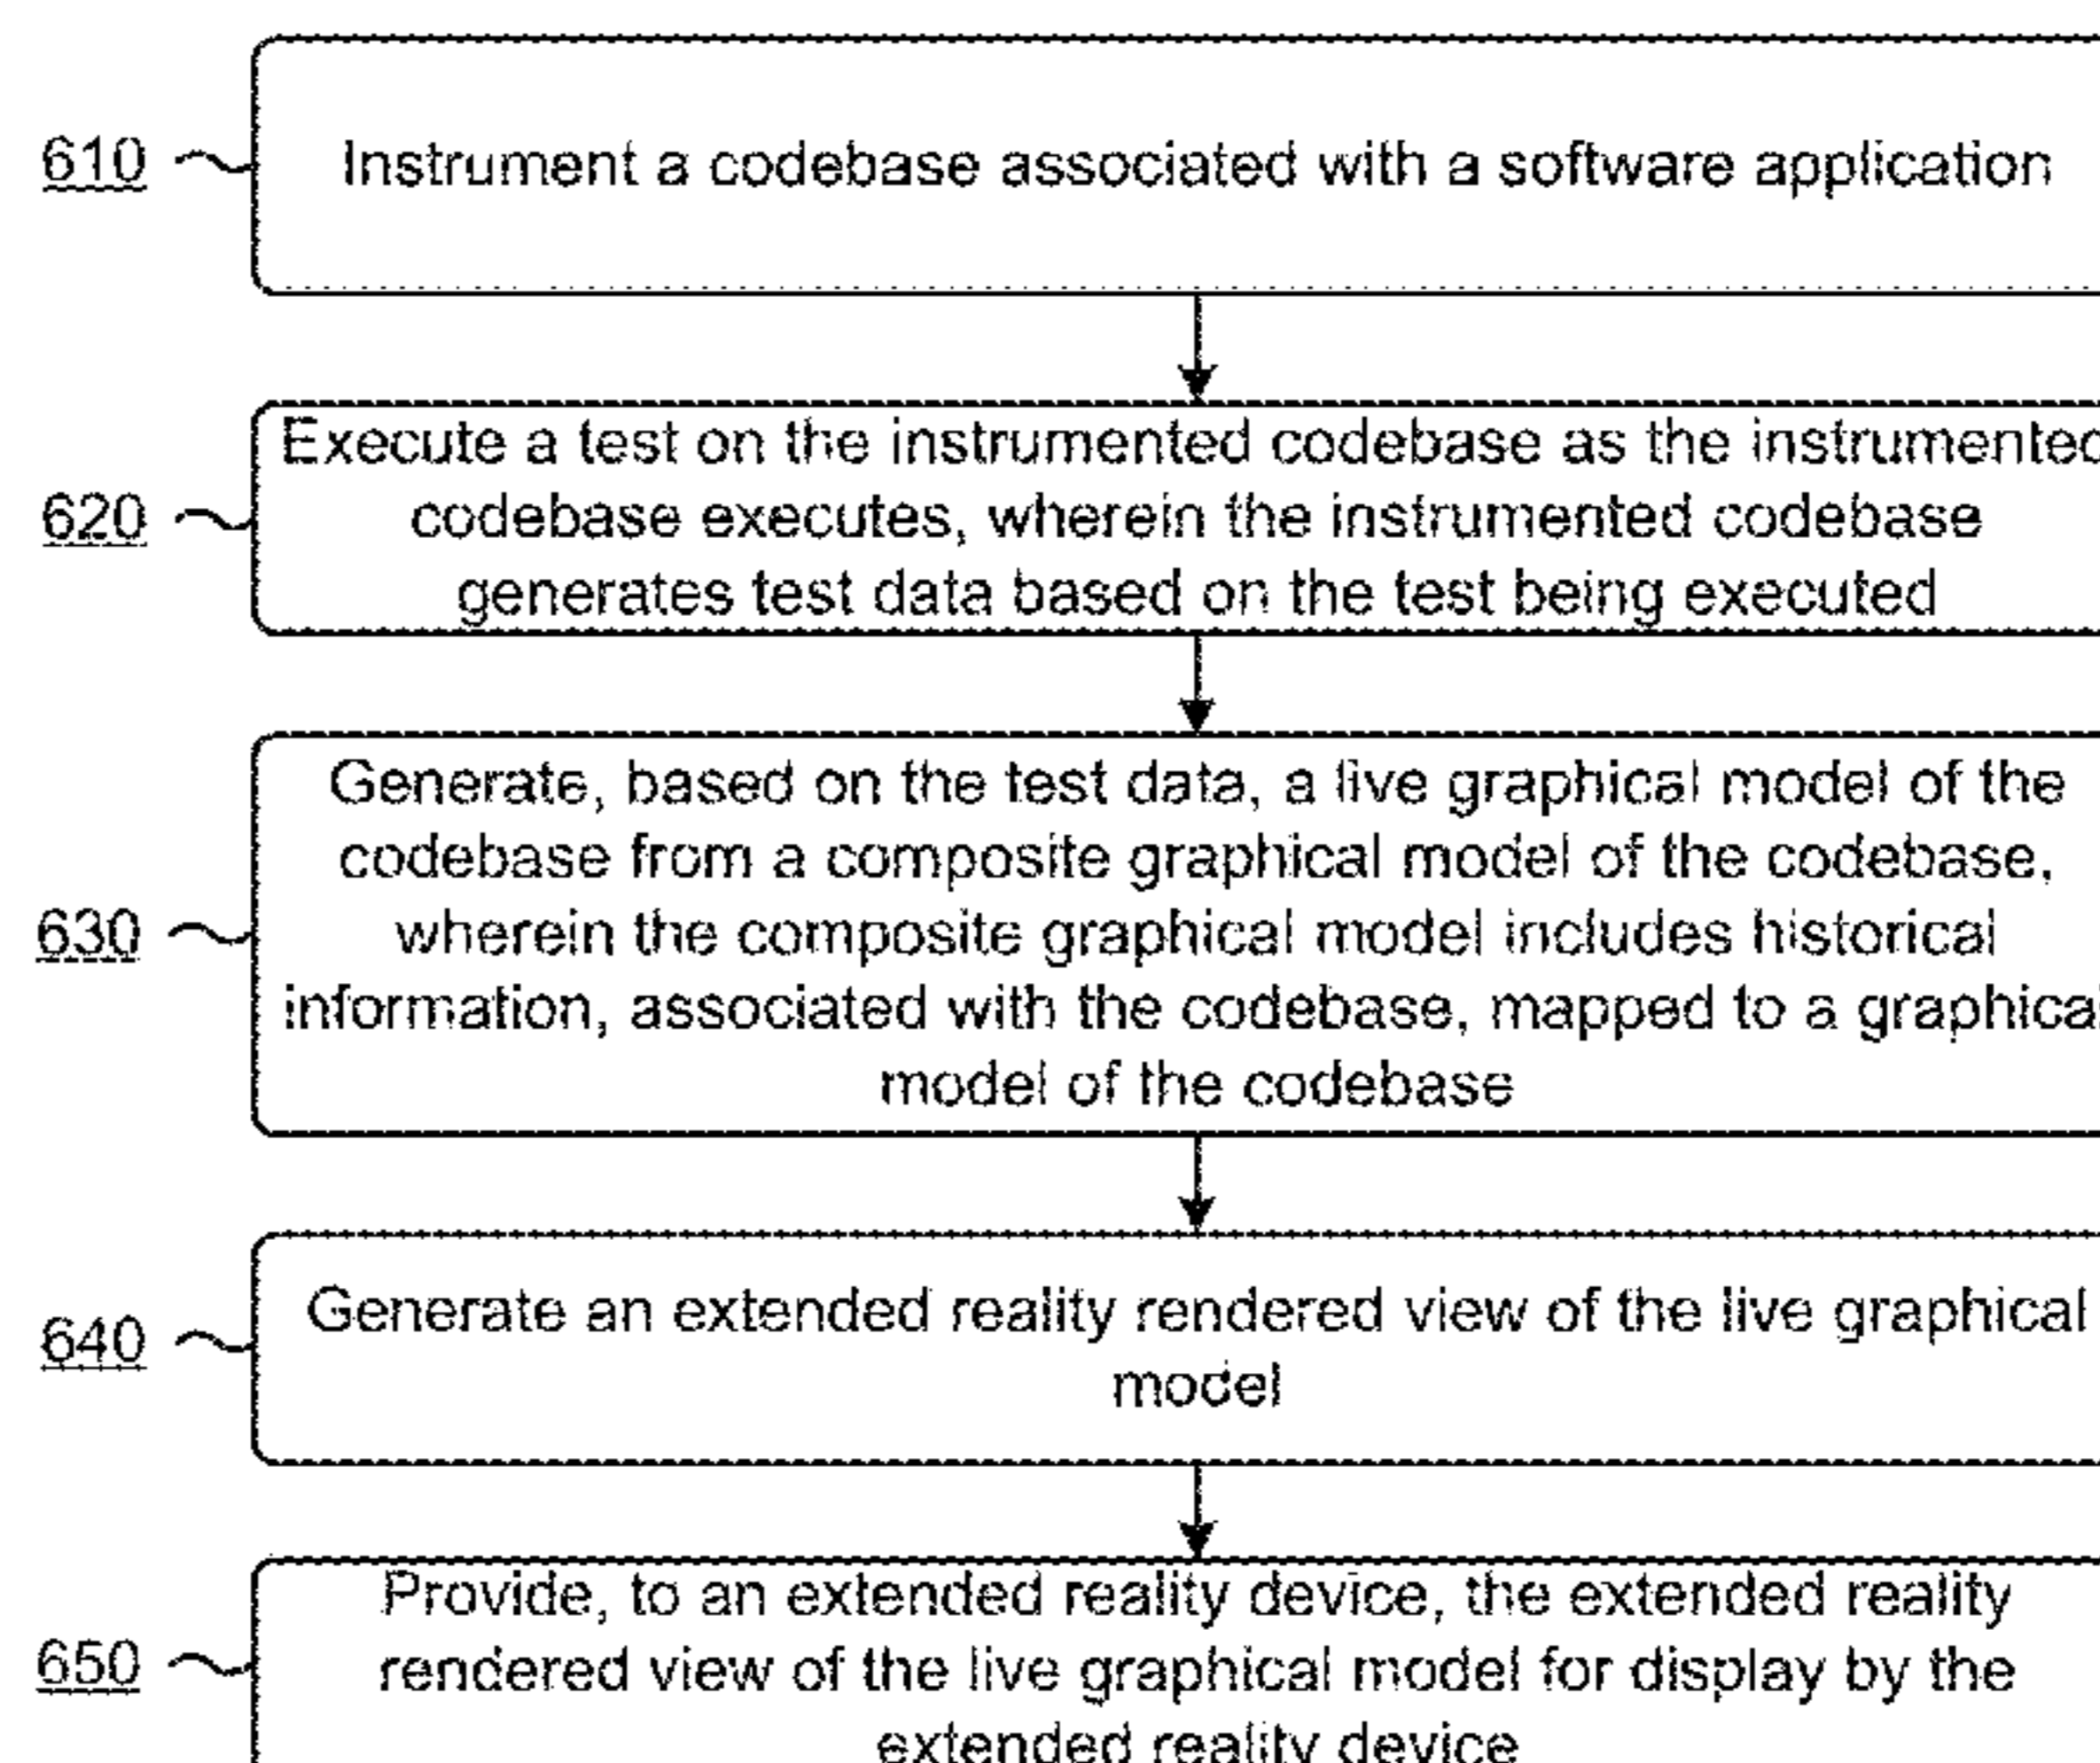 610
Instrument a codebase associated with a software application
Execute a test on the instrumented codebase as the instrumented
620
codebase executes, wherein the instrumented codebase
generates test data based on the test being executed
Generate, based on the test data, a live graphical model of the
codebase from a composite graphical model of the codebase,
630
wherein the composite graphical model includes historical
information, associated with the codebase, mapped to a graphical
model of the codebase
640
Generate an extended reality rendered view of the live graphical
model
Provide, to an extended reality device, the extended reality
650
rendered view of the live graphical model for display by the
extended reality device